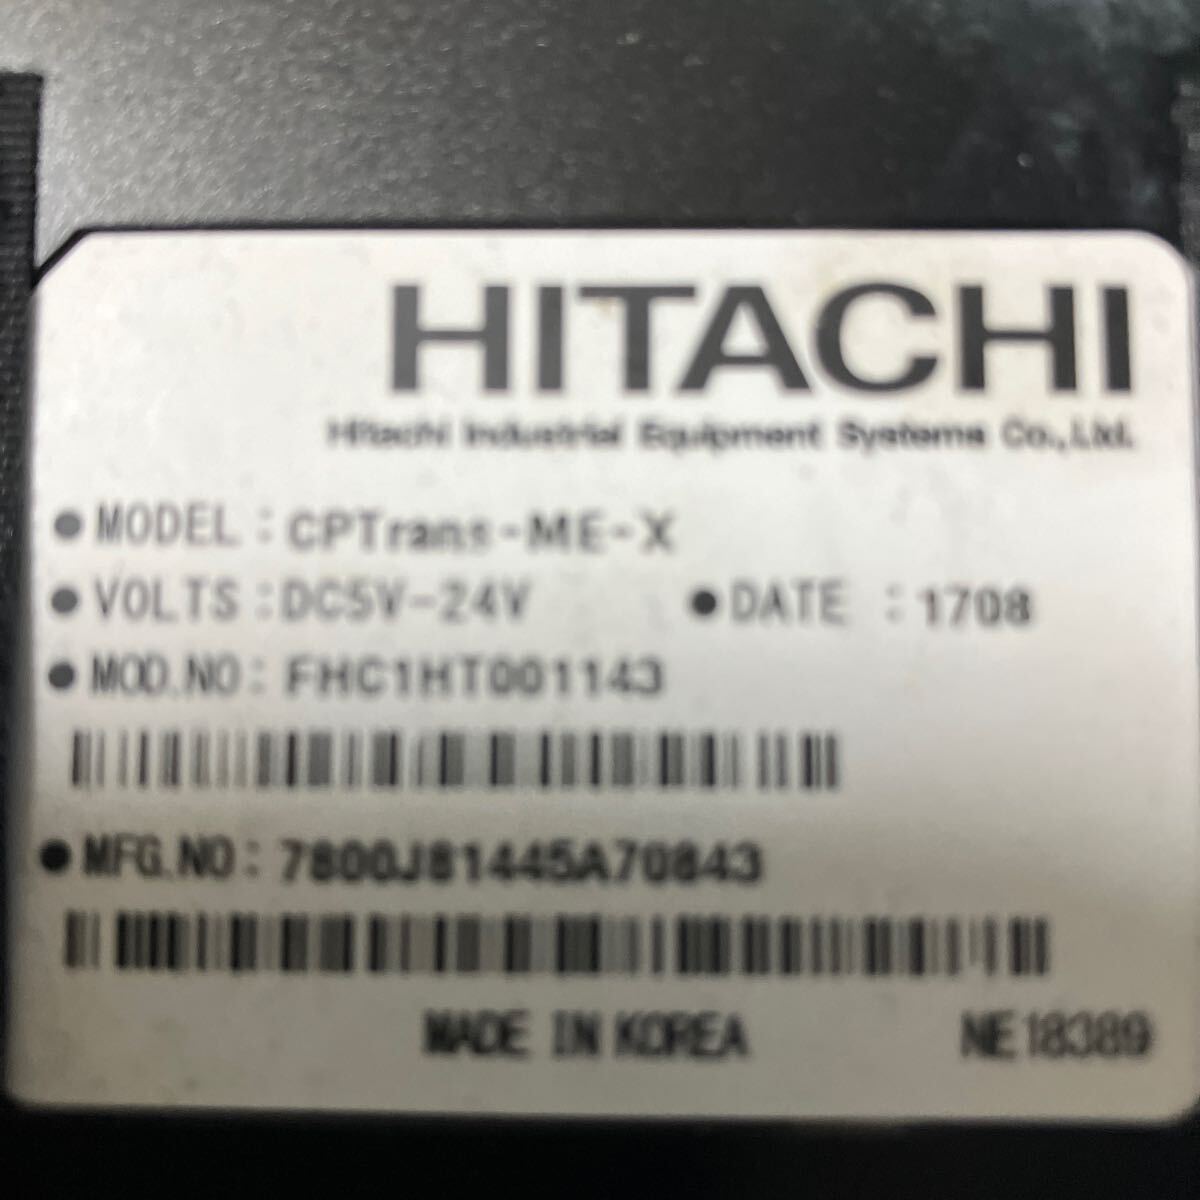 HITACHI
Hitachi Industrial Equipment Systems Co.,Ltd.
● MODEL : CPTrans-ME-X
● VOLTS : DC5V-24V ● DATE : 1708
● MOD.NO: FHC1HT001143
● MFG.NO: 7800J81445A70843
MADE IN KOREA NE18389